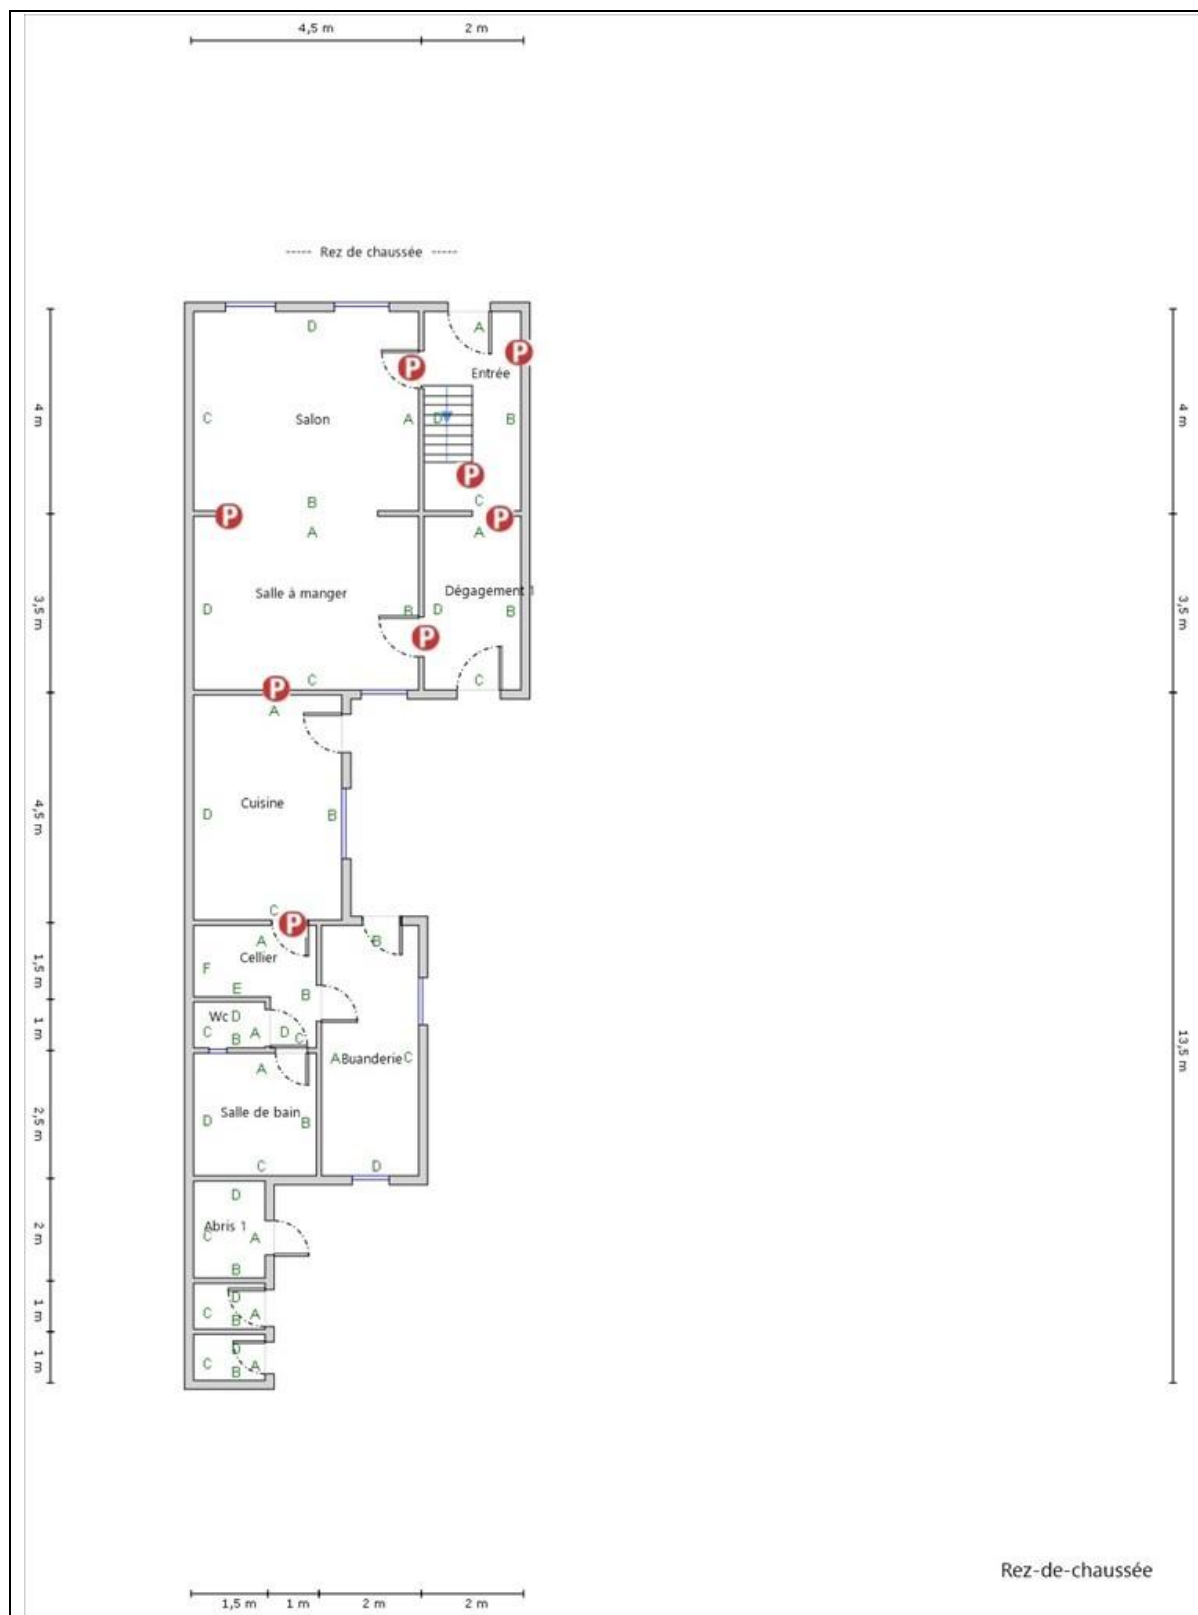 4,5 m 2 m
----- Rez de chaussée -----
D A
P P
Entrée
4 m C Salon A D B 4 m
P
B C
P P
A A
Salle à manger Dégagement 1
3,5 m D B D B 3,5 m
P
C C
P
A
Cuisine
4,5 m D B
C P
A B
Cellier
1,5 m F
E B
Wc D
1 m C B A D C 13,5 m
A Buanderie C
A
Salle de bain
2,5 m D B
C D
D
Abris 1
2 m C A
B
D
1 m C B A
D
1 m C B A
Rez-de-chaussée
1,5 m 1 m 2 m 2 m